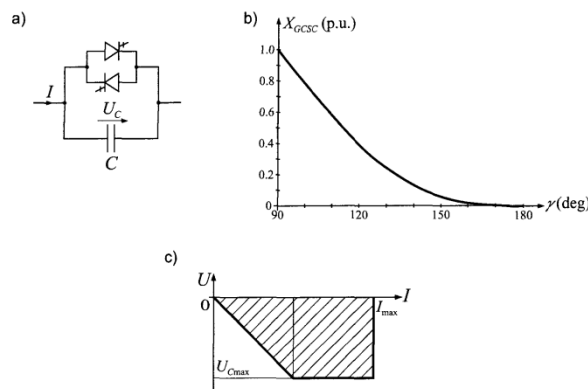 a)
I
U_C
C
b)
X_GCSC (p.u.)
1.0
0.8
0.6
0.4
0.2
0
90
120
150
180
γ (deg)
c)
U
0
I
I_max
U_Cmax